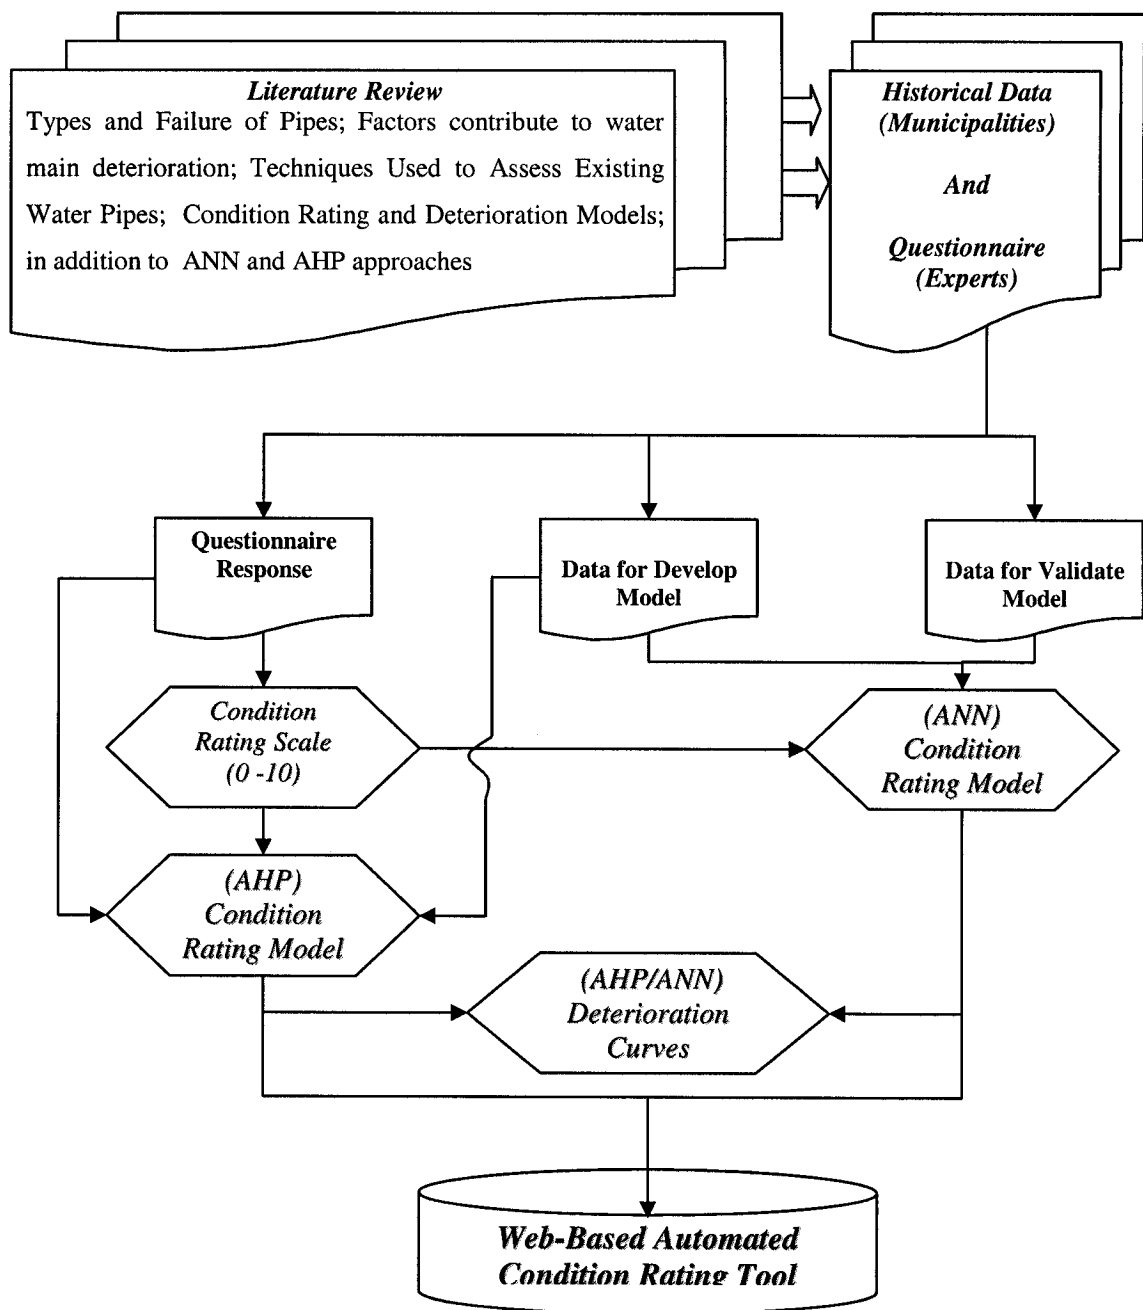 Literature Review
Types and Failure of Pipes; Factors contribute to water
main deterioration; Techniques Used to Assess Existing
Water Pipes; Condition Rating and Deterioration Models;
in addition to ANN and AHP approaches
Historical Data
(Municipalities)
And
Questionnaire
(Experts)
Questionnaire
Response
Data for Develop
Model
Data for Validate
Model
Condition
Rating Scale
(0 -10)
(ANN)
Condition
Rating Model
(AHP)
Condition
Rating Model
(AHP/ANN)
Deterioration
Curves
Web-Based Automated
Condition Rating Tool